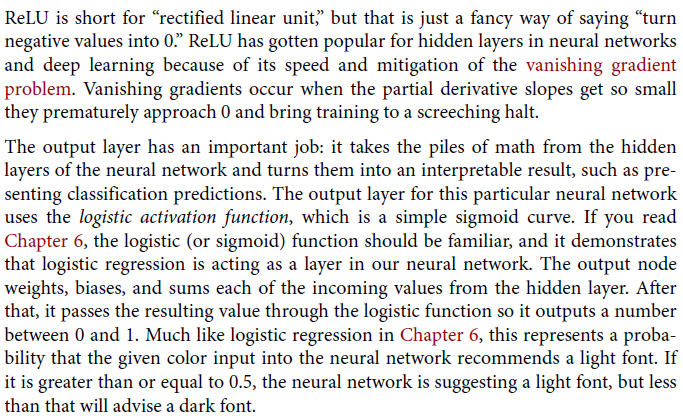 ReLU is short for “rectified linear unit,” but that is just a fancy way of saying “turn
negative values into 0.” ReLU has gotten popular for hidden layers in neural networks
and deep learning because of its speed and mitigation of the vanishing gradient
problem. Vanishing gradients occur when the partial derivative slopes get so small
they prematurely approach 0 and bring training to a screeching halt.
The output layer has an important job: it takes the piles of math from the hidden
layers of the neural network and turns them into an interpretable result, such as pre-
senting classification predictions. The output layer for this particular neural network
uses the logistic activation function, which is a simple sigmoid curve. If you read
Chapter 6, the logistic (or sigmoid) function should be familiar, and it demonstrates
that logistic regression is acting as a layer in our neural network. The output node
weights, biases, and sums each of the incoming values from the hidden layer. After
that, it passes the resulting value through the logistic function so it outputs a number
between 0 and 1. Much like logistic regression in Chapter 6, this represents a proba-
bility that the given color input into the neural network recommends a light font. If
it is greater than or equal to 0.5, the neural network is suggesting a light font, but less
than that will advise a dark font.